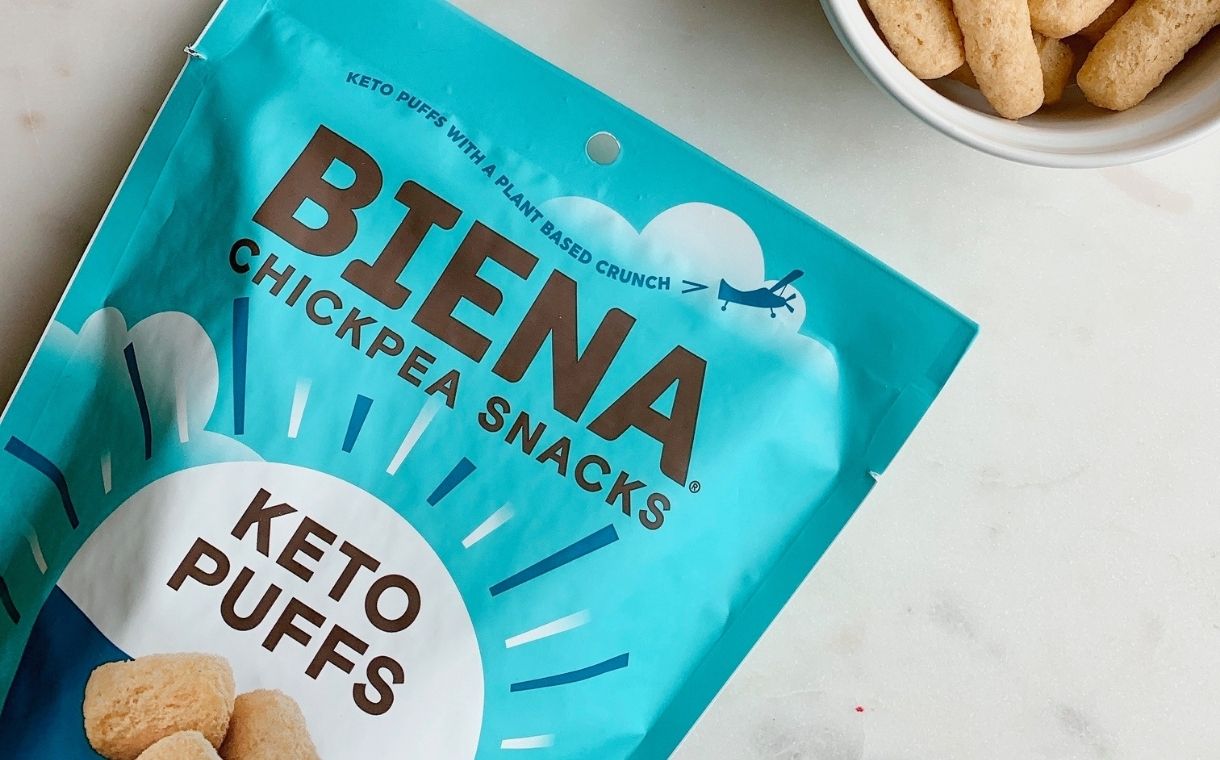 KETO PUFFS WITH A PLANT BASED CRUNCH
BIENA®
CHICKPEA SNACKS
KETO
PUFFS